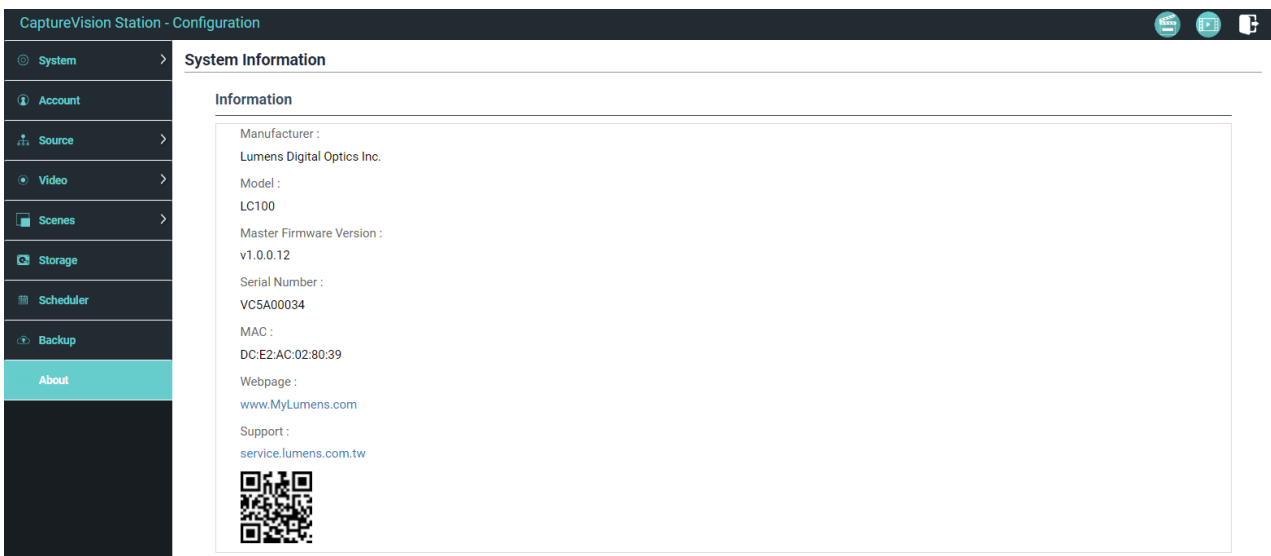 CaptureVision Station - Configuration
System
Account
Source
Video
Scenes
Storage
Scheduler
Backup
About
System Information
Information
Manufacturer :
Lumens Digital Optics Inc.
Model :
LC100
Master Firmware Version :
v1.0.0.12
Serial Number :
VC5A00034
MAC :
DC:E2:AC:02:80:39
Webpage :
www.MyLumens.com
Support :
service.lumens.com.tw